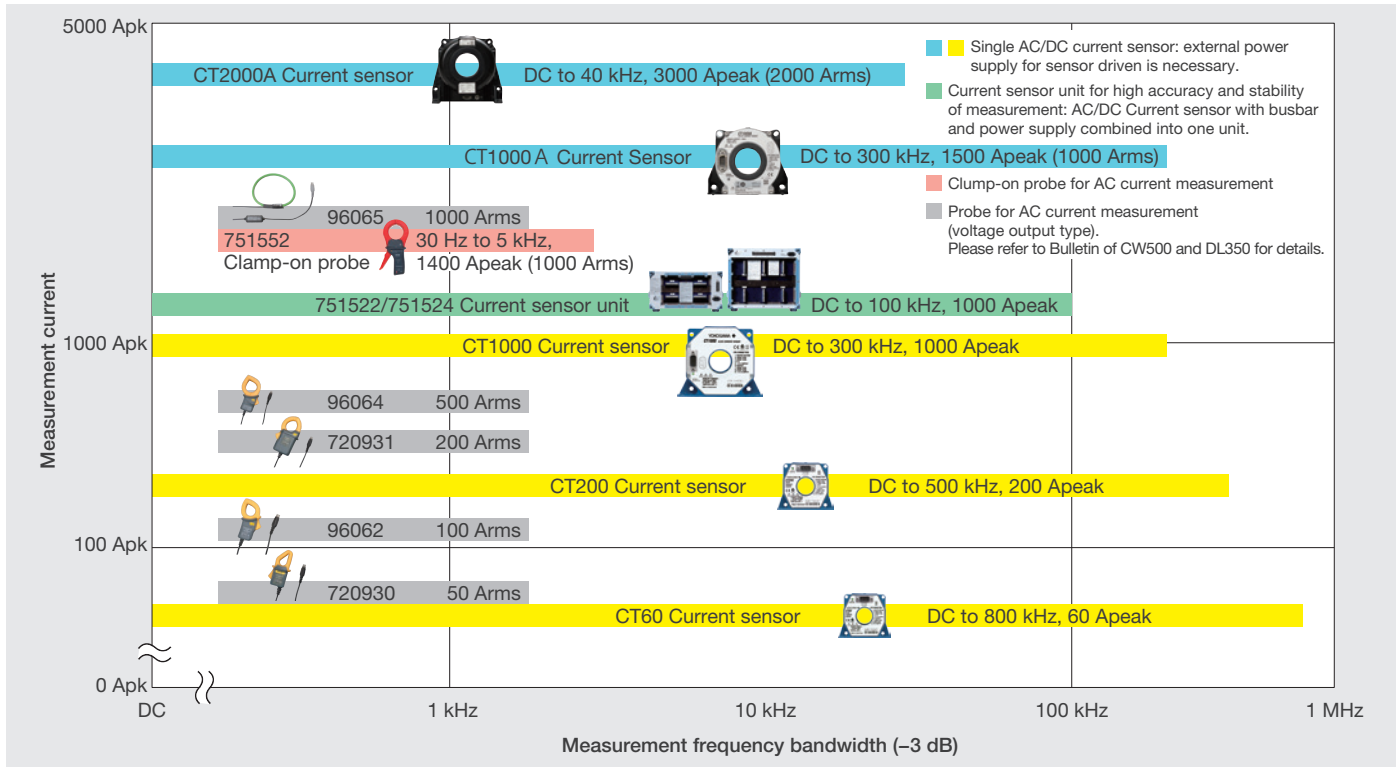 5000 Apk
CT2000A Current sensor
DC to 40 kHz, 3000 Apeak (2000 Arms)
Single AC/DC current sensor: external power
supply for sensor driven is necessary.
Current sensor unit for high accuracy and stability
of measurement: AC/DC Current sensor with busbar
and power supply combined into one unit.
CT1000 A Current Sensor
DC to 300 kHz, 1500 Apeak (1000 Arms)
Clump-on probe for AC current measurement
Probe for AC current measurement
(voltage output type).
Please refer to Bulletin of CW500 and DL350 for details.
96065 1000 Arms
751552 30 Hz to 5 kHz,
Clamp-on probe 1400 Apeak (1000 Arms)
751522/751524 Current sensor unit
DC to 100 kHz, 1000 Apeak
1000 Apk
CT1000 Current sensor
DC to 300 kHz, 1000 Apeak
96064 500 Arms
720931 200 Arms
CT200 Current sensor
DC to 500 kHz, 200 Apeak
96062 100 Arms
100 Apk
720930 50 Arms
CT60 Current sensor
DC to 800 kHz, 60 Apeak
0 Apk
Measurement current
DC
1 kHz
10 kHz
100 kHz
1 MHz
Measurement frequency bandwidth (−3 dB)